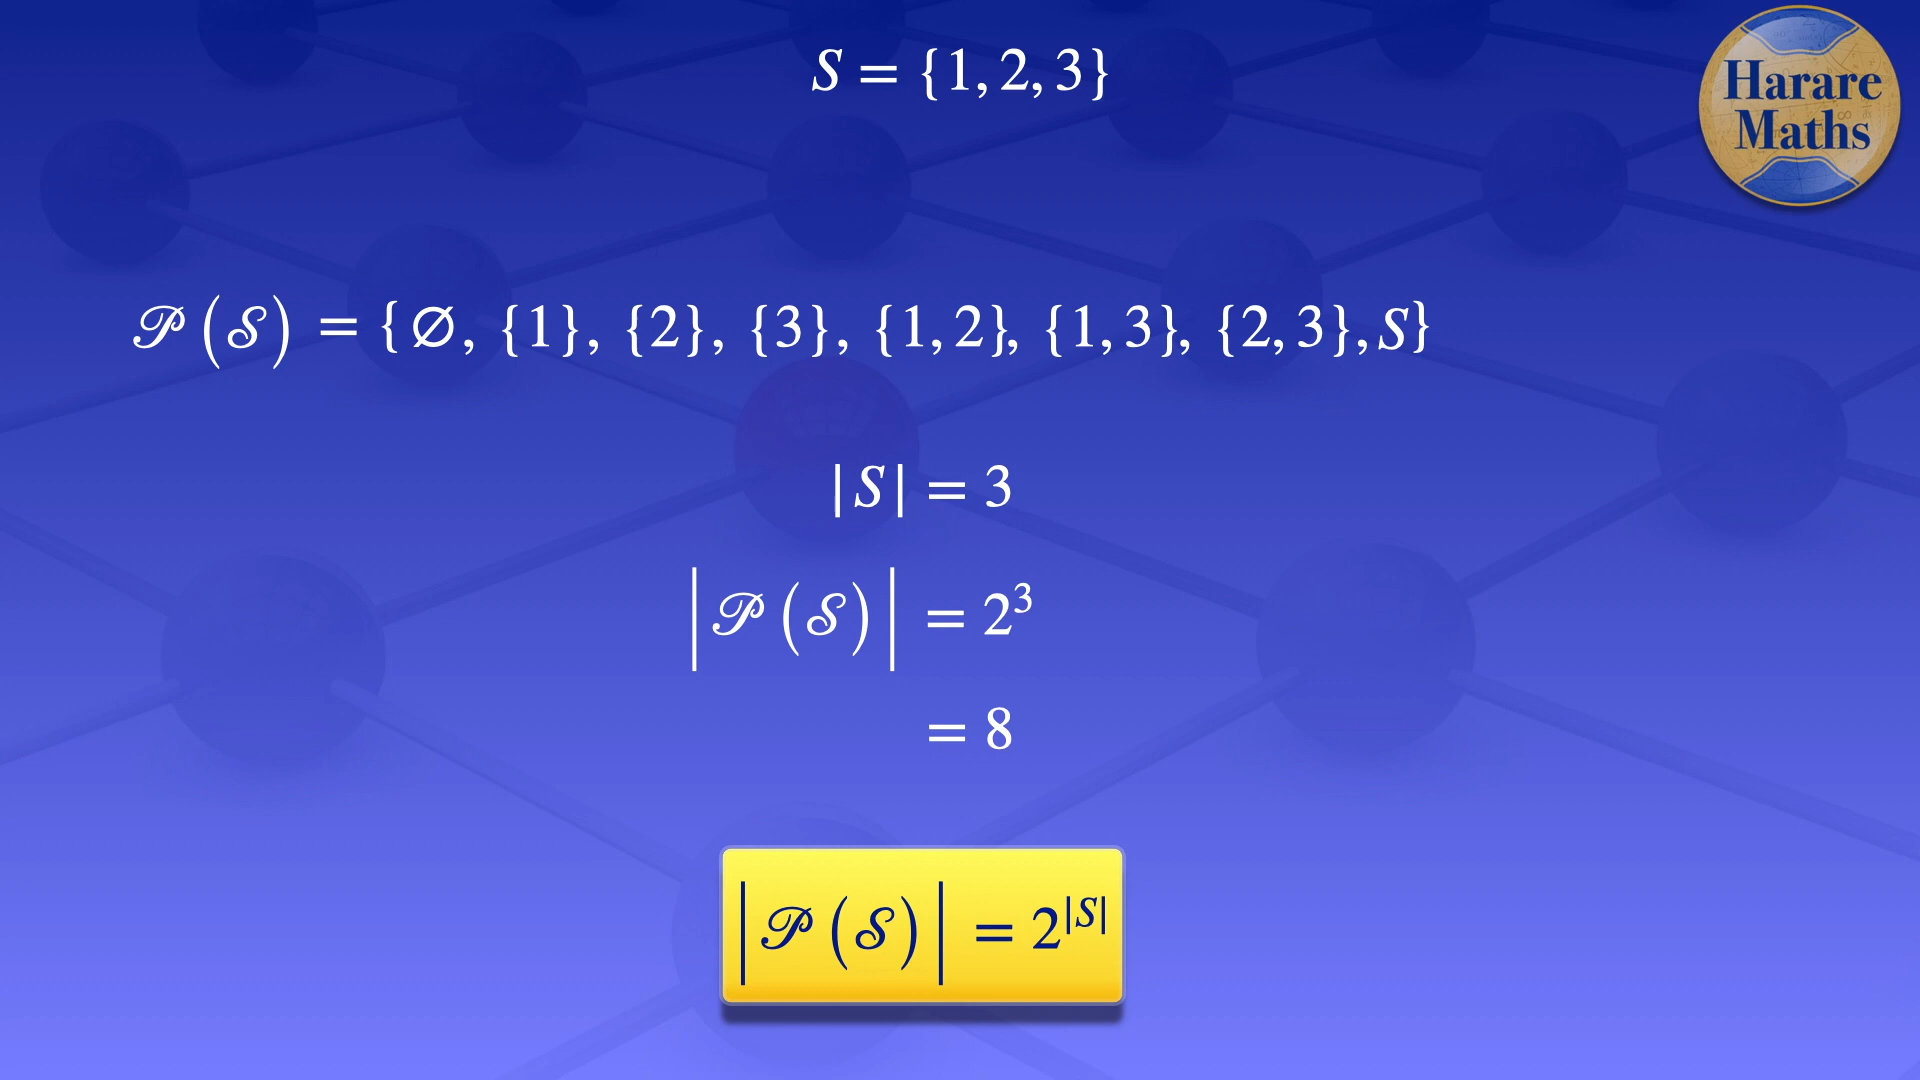 S = {1, 2, 3}
Harare
Maths
𝒫(𝒮) = {∅, {1}, {2}, {3}, {1, 2}, {1, 3}, {2, 3}, S}
|S| = 3
|𝒫(𝒮)| = 2³
= 8
|𝒫(𝒮)| = 2^|S|